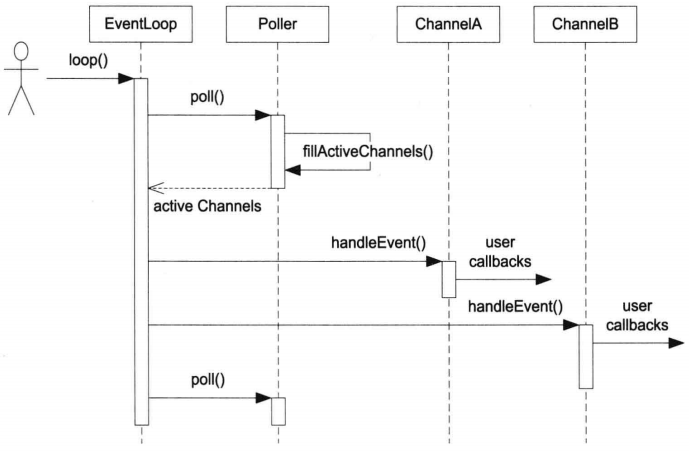 EventLoop
Poller
ChannelA
ChannelB
loop()
poll()
fillActiveChannels()
active Channels
handleEvent()
user
callbacks
handleEvent()
user
callbacks
poll()